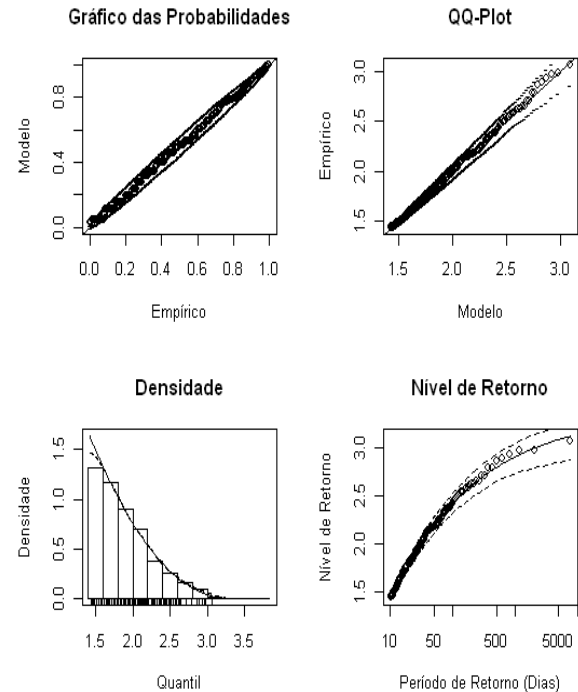 Gráfico das Probabilidades
Modelo
0.0 0.4 0.8
0.0 0.2 0.4 0.6 0.8 1.0
Empírico
QQ-Plot
Empírico
1.5 2.0 2.5 3.0
1.5 2.0 2.5 3.0
Modelo
Densidade
Densidade
0.0 0.5 1.0 1.5
1.5 2.0 2.5 3.0 3.5
Quantil
Nível de Retorno
Nível de Retorno
1.5 2.0 2.5 3.0
10 50 500 5000
Período de Retorno (Dias)